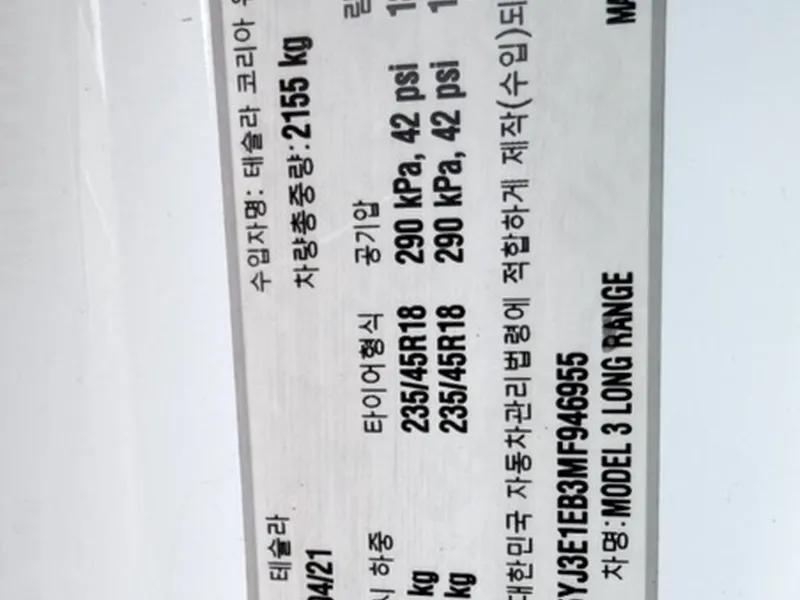 수입자명: 테슬라 코리아
테슬라 차량총중량:2155 kg
04/21
하중 타이어형식 공기압
kg 235/45R18 290 kPa, 42 psi
kg 235/45R18 290 kPa, 42 psi
대한민국 자동차관리법령에 적합하게 제작(수입)되
YJ3E1EB3MF946955
차명:MODEL 3 LONG RANGE